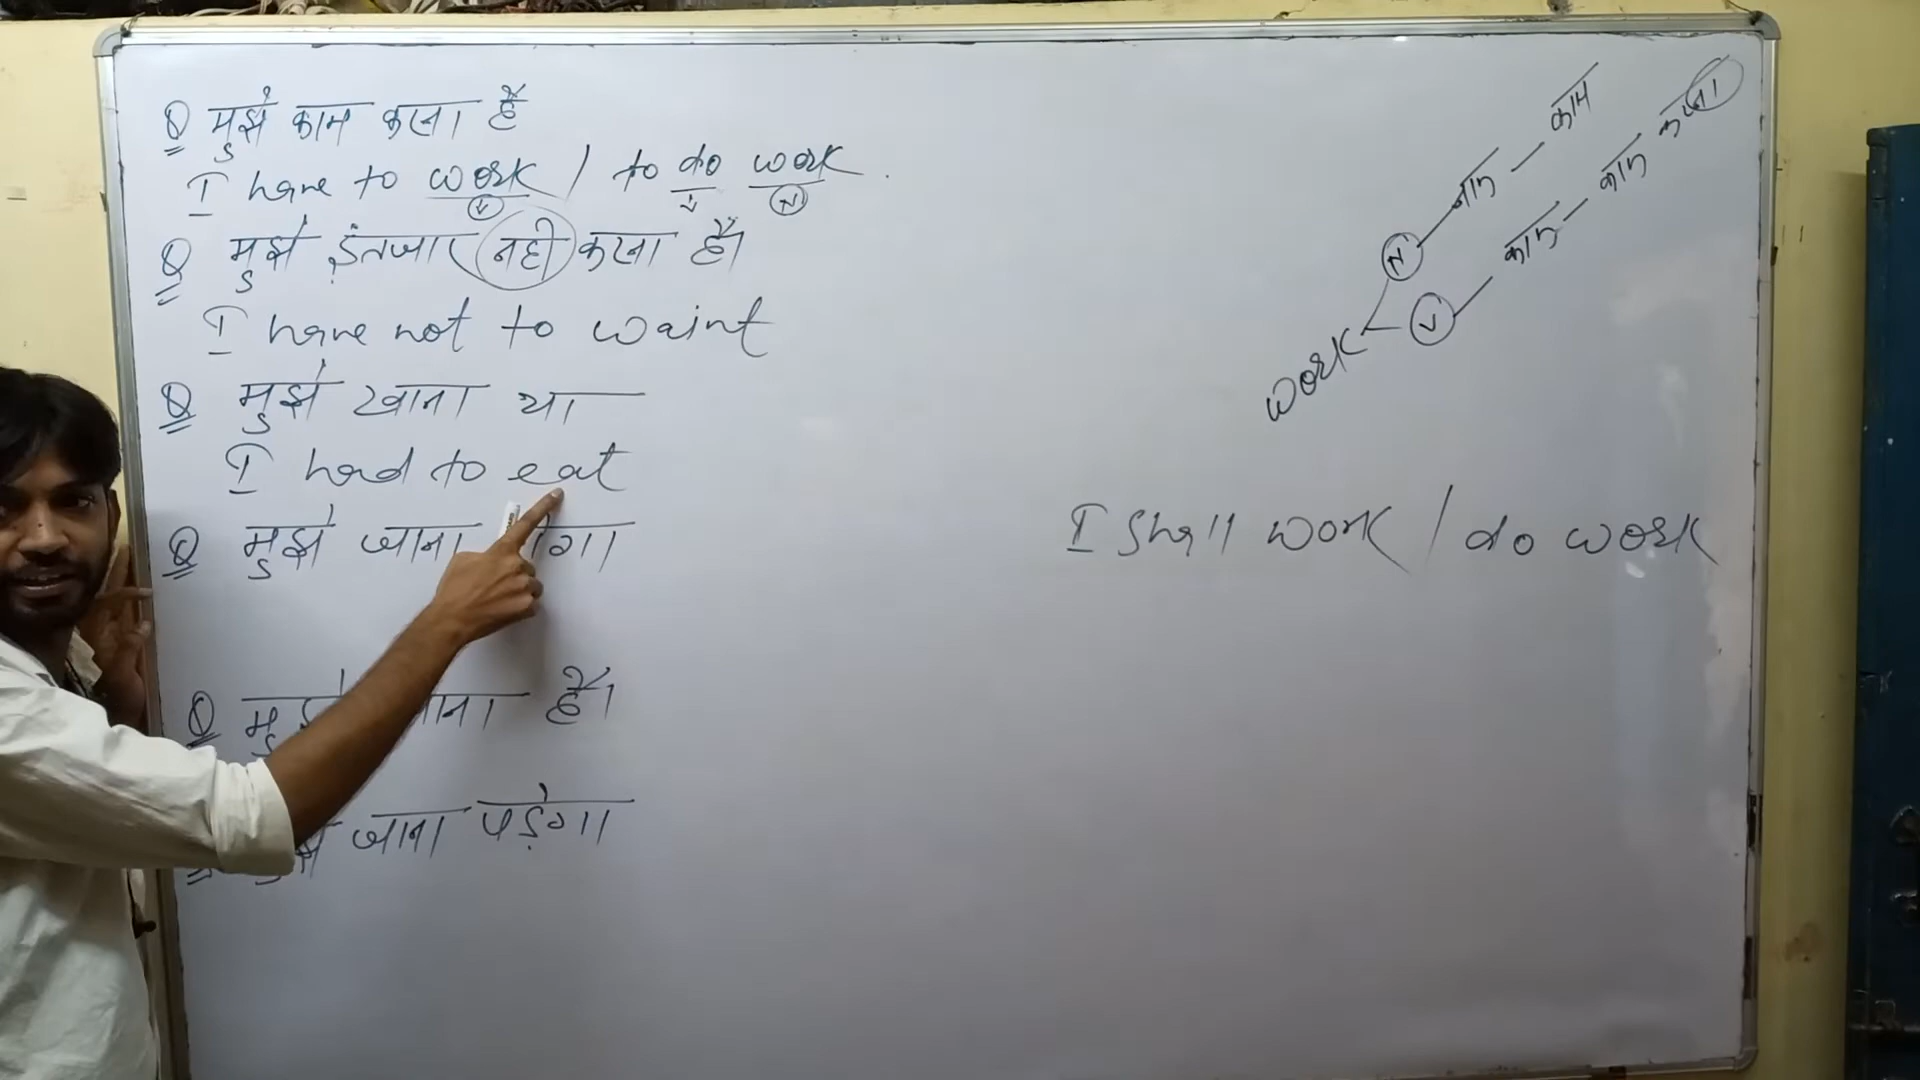 Q मुझे काम करना है
I have to work / to do work.
V V N
Q मुझे इंतजार नही करना है।
I have not to waint
Q मुझे खाना था
I had to eat
Q मुझे जाना
Q जाना है।
जाना पड़ेगा
work
N नाम काम
V काम काम करना
I shall work / do work